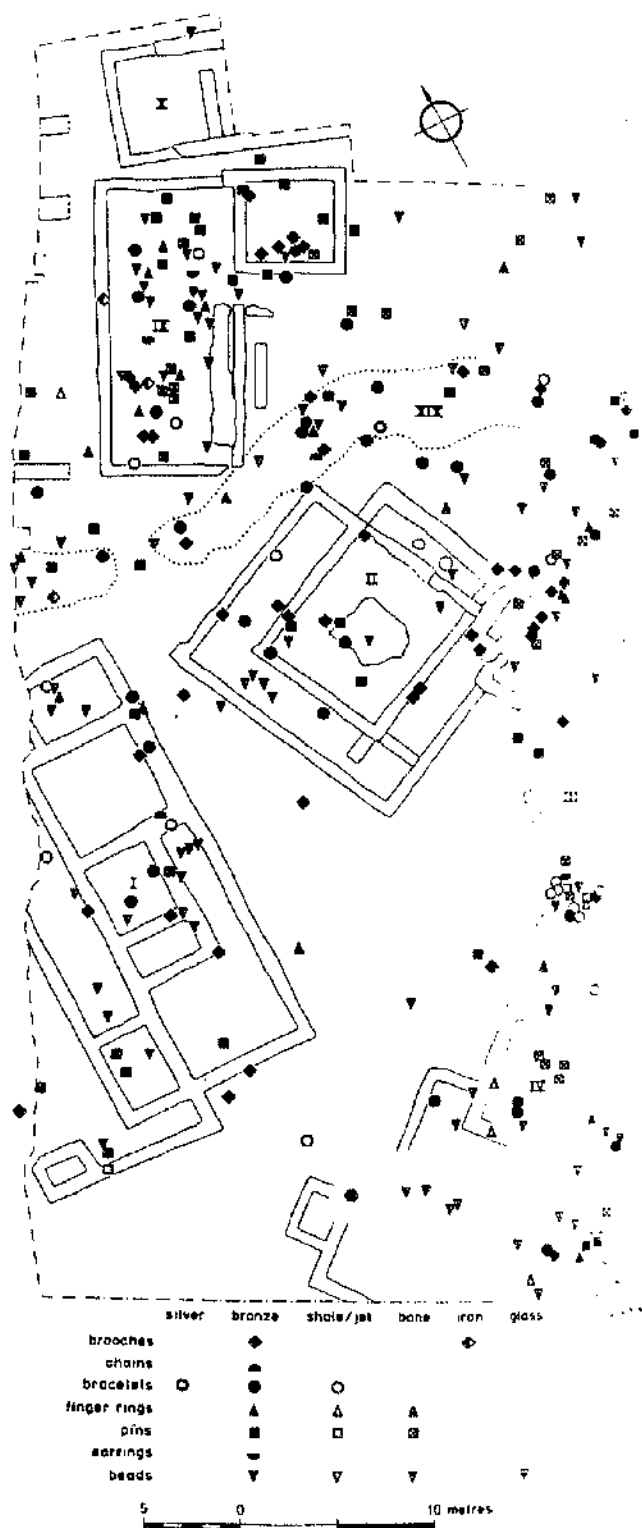 X
IX
XIX
II
I
IV
silver bronze shale/jet bone iron glass
brooches
chains
bracelets
finger rings
pins
earrings
beads
5 0 10 metres